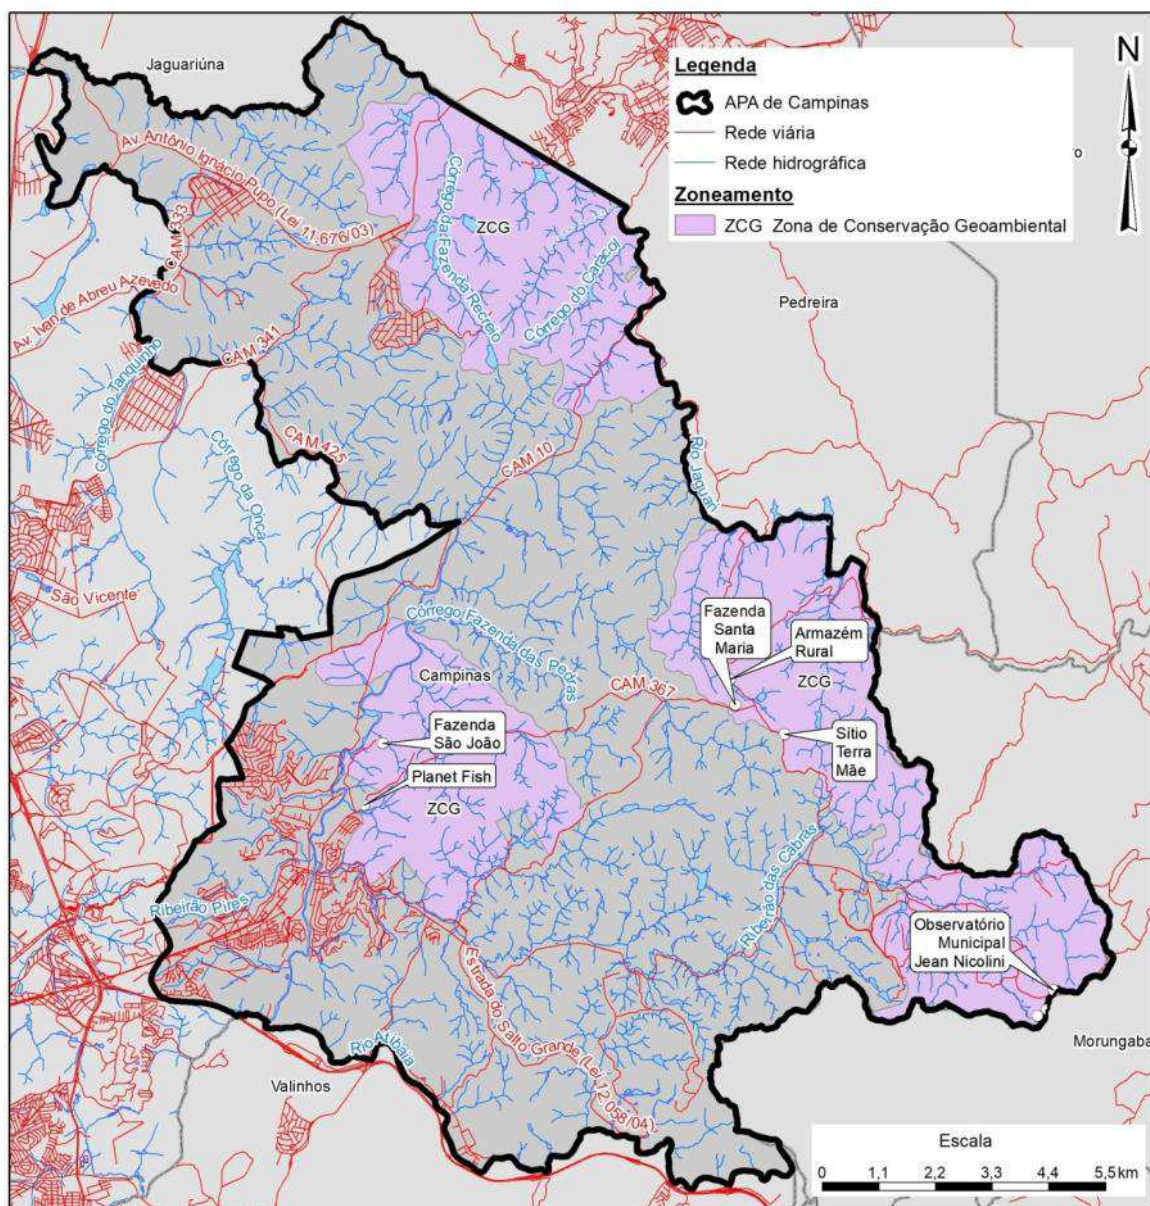 Jaguariúna
N
Legenda
APA de Campinas
Rede viária
Rede hidrográfica
Zoneamento
ZCG Zona de Conservação Geoambiental
ro
Av. Antônio Ignácio Pupo (Lei 11.676/03)
CAM 333
Córrego da Fazenda Recreio
ZCG
Córrego do Caracol
Av. Ivan de Abreu Azevedo
Pedreira
CAM 341
Córrego do Tanquinho
CAM 425
CAM 10
Rio Jaguari
Córrego da Onça
São Vicente
Córrego Fazenda das Pedras
Fazenda
Santa
Maria
Armazém
Rural
Campinas
CAM 367
ZCG
Fazenda
São João
Sítio
Terra
Mãe
Planet Fish
ZCG
Ribeirão das Cabras
Ribeirão Pires
Observatório
Municipal
Jean Nicolini
Estrada do Salto Grande (Lei 12.058/04)
Rio Atibaia
Morungaba
Valinhos
Escala
0 1,1 2,2 3,3 4,4 5,5 km